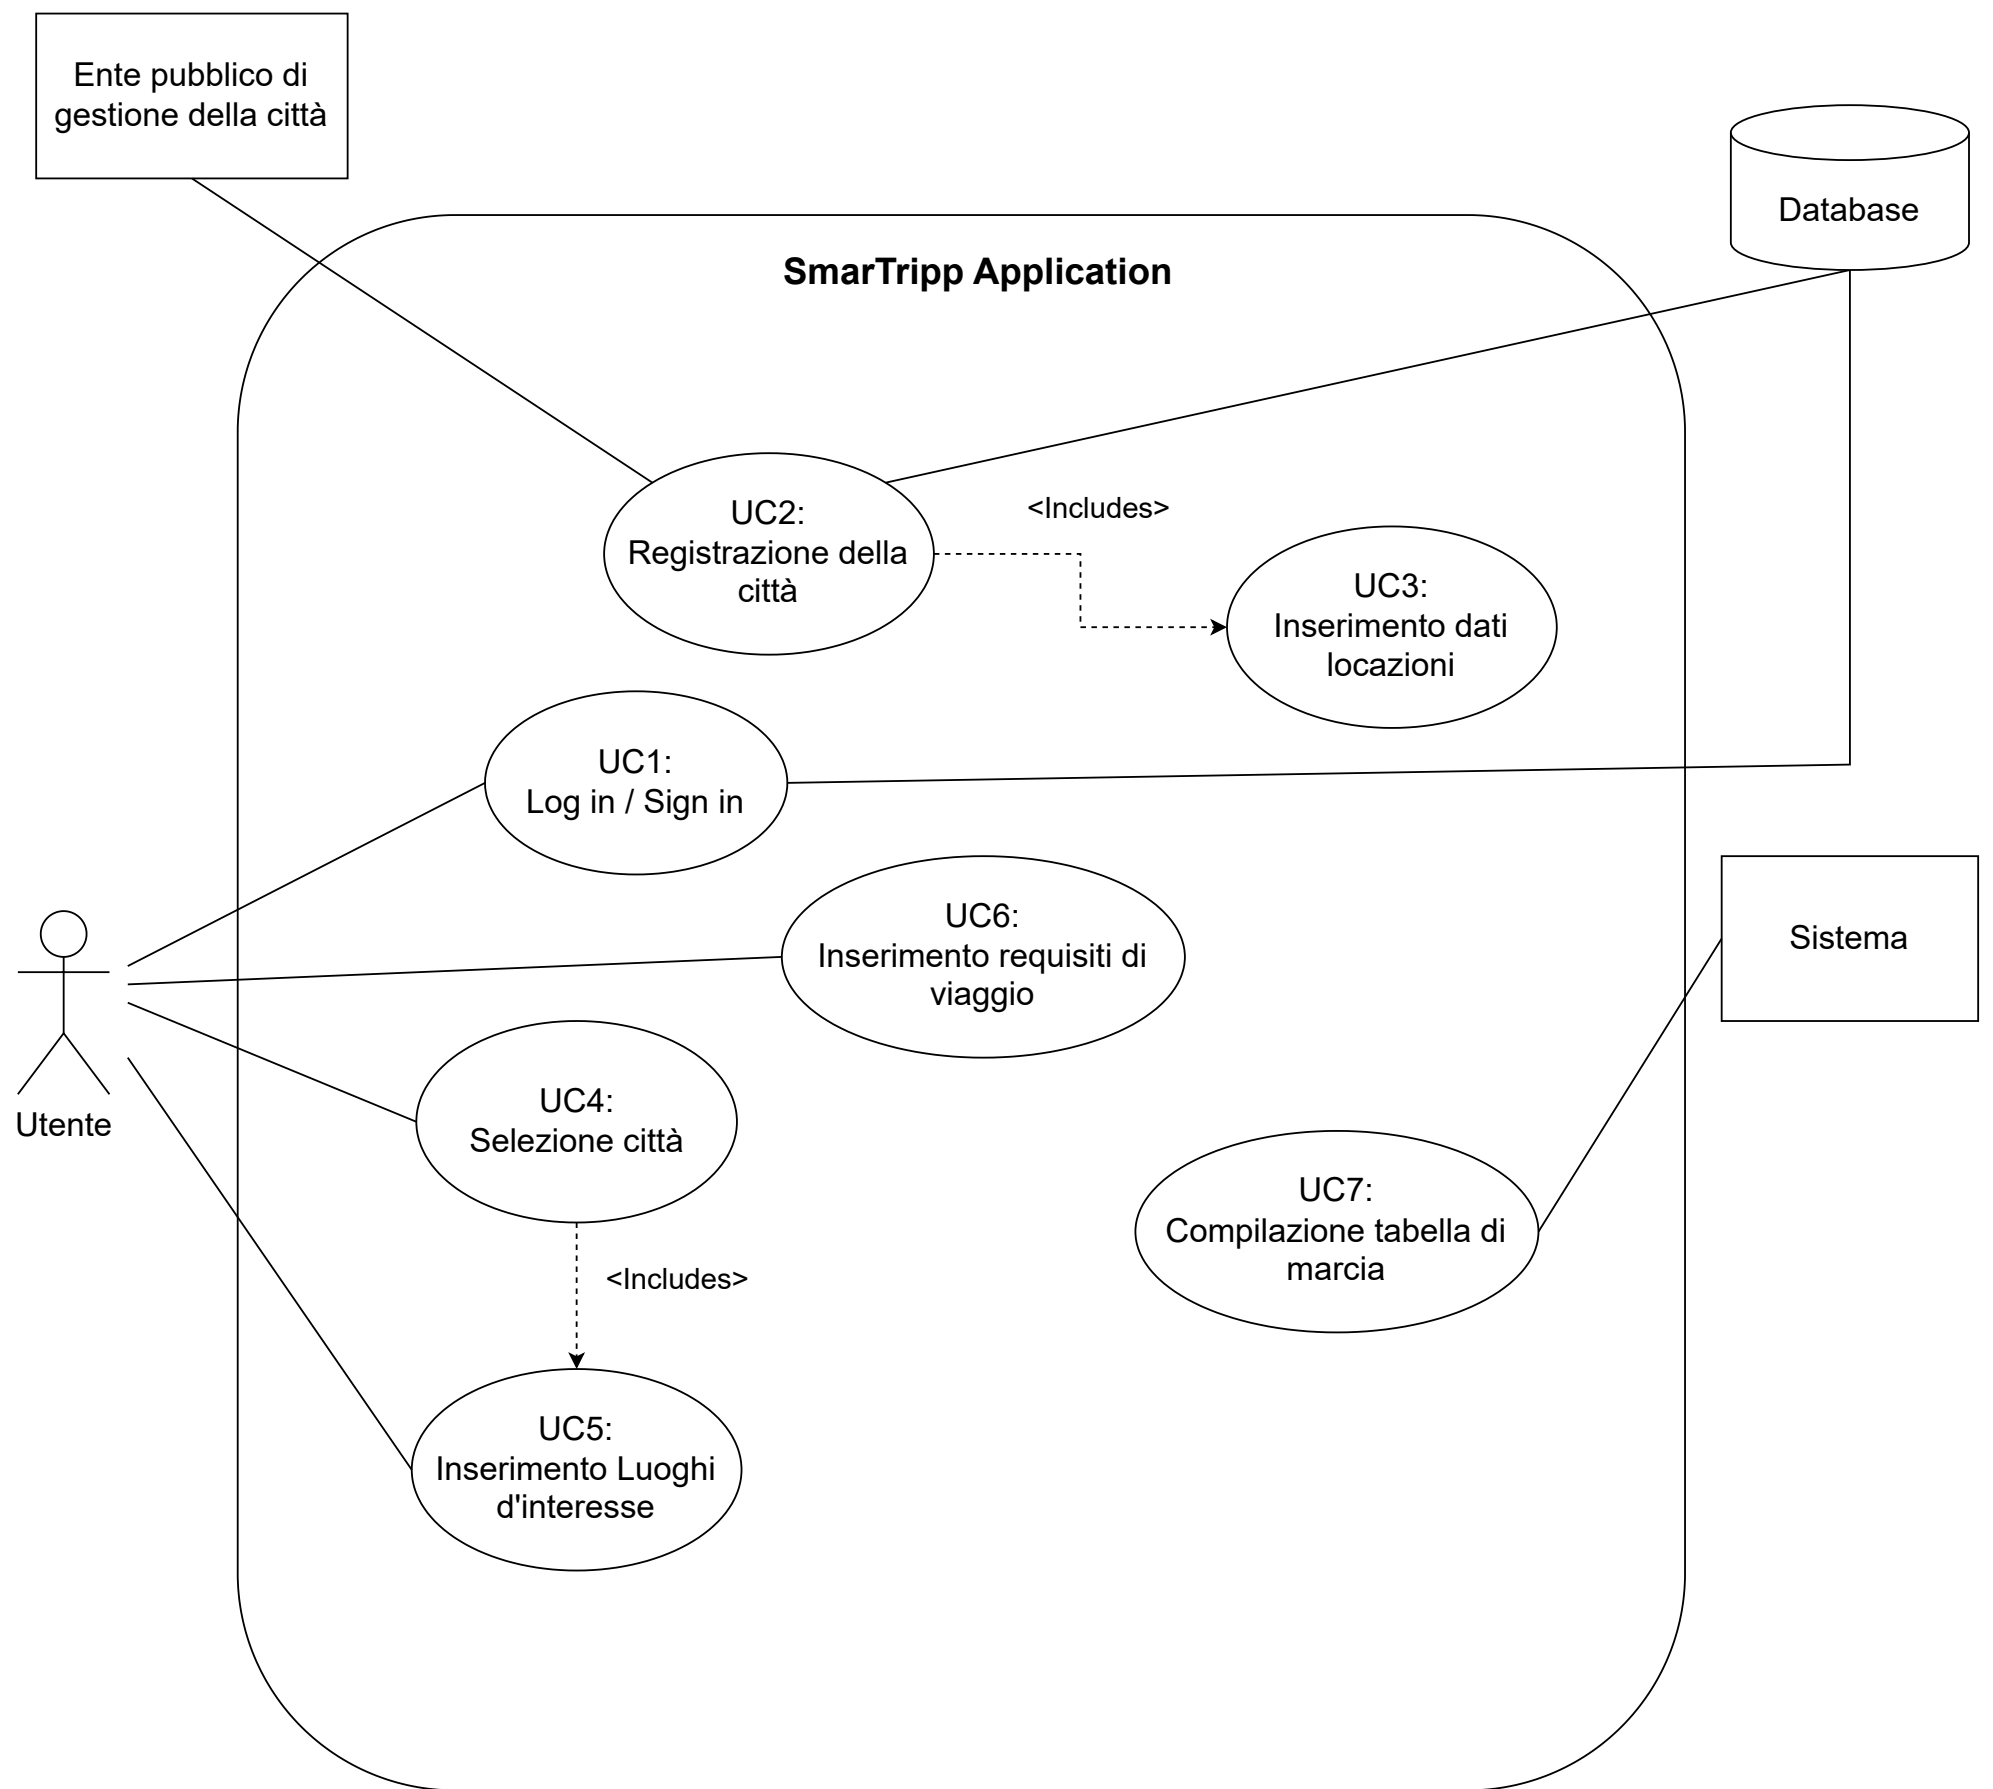 Ente pubblico di
gestione della città
Database
SmarTripp Application
UC2:
Registrazione della
città
<Includes>
UC3:
Inserimento dati
locazioni
UC1:
Log in / Sign in
UC6:
Inserimento requisiti di
viaggio
Sistema
UC4:
Selezione città
Utente
UC7:
Compilazione tabella di
marcia
<Includes>
UC5:
Inserimento Luoghi
d'interesse